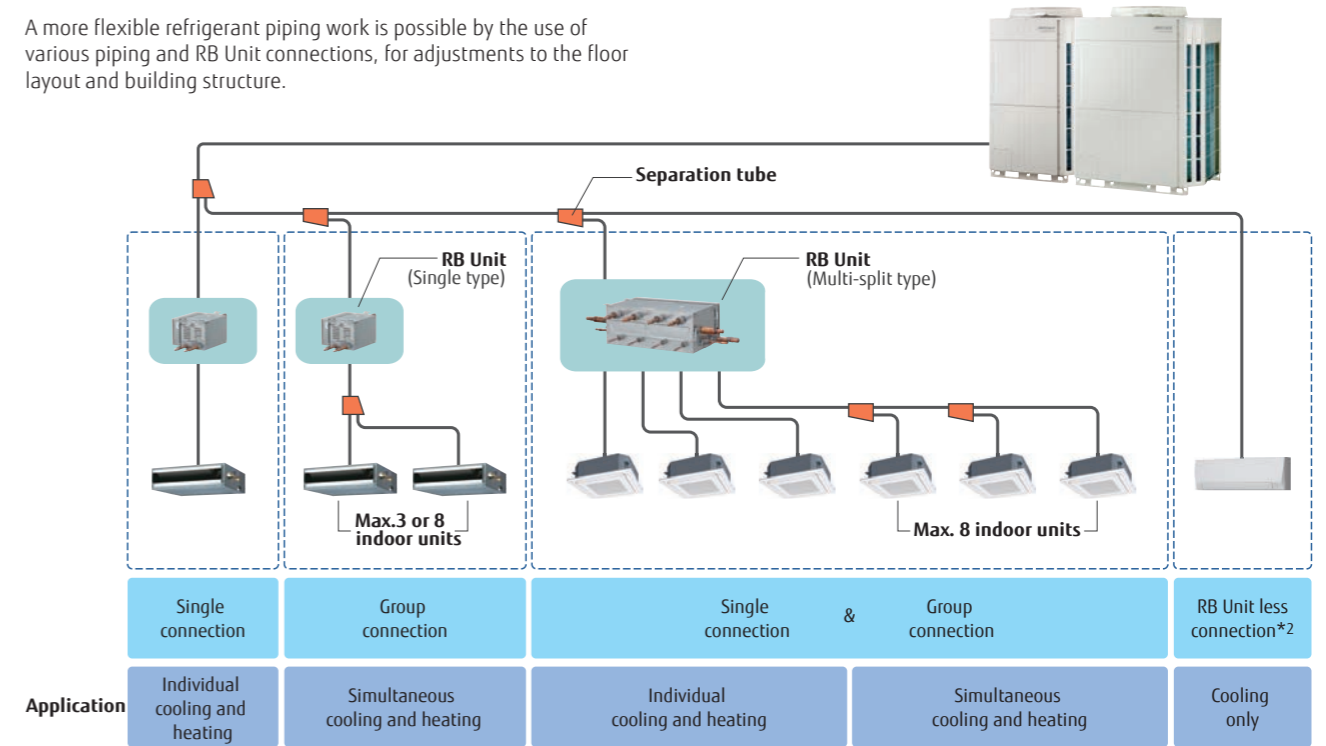 A more flexible refrigerant piping work is possible by the use of
various piping and RB Unit connections, for adjustments to the floor
layout and building structure.
Separation tube
RB Unit
(Single type)
RB Unit
(Multi-split type)
Max.3 or 8
indoor units
Max. 8 indoor units
Single
connection
Group
connection
Single
connection
&
Group
connection
RB Unit less
connection*2
Application
Individual
cooling and
heating
Simultaneous
cooling and heating
Individual
cooling and heating
Simultaneous
cooling and heating
Cooling
only